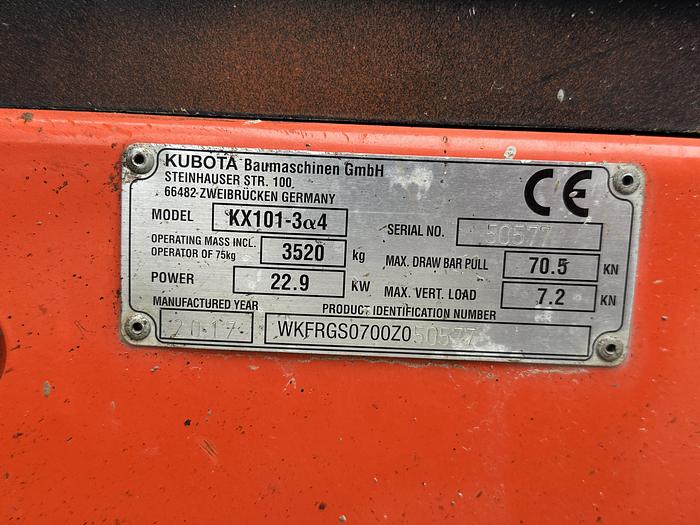 KUBOTA Baumaschinen GmbH
STEINHAUSER STR. 100
66482 ZWEIBRÜCKEN GERMANY
CE
MODEL KX101-3α4
SERIAL NO. 50577
OPERATING MASS INCL. OPERATOR OF 75kg 3520 kg
MAX. DRAW BAR PULL 70.5 KN
POWER 22.9 KW
MAX. VERT. LOAD 7.2 KN
MANUFACTURED YEAR 2017
PRODUCT IDENTIFICATION NUMBER
WKFRGS0700Z050577